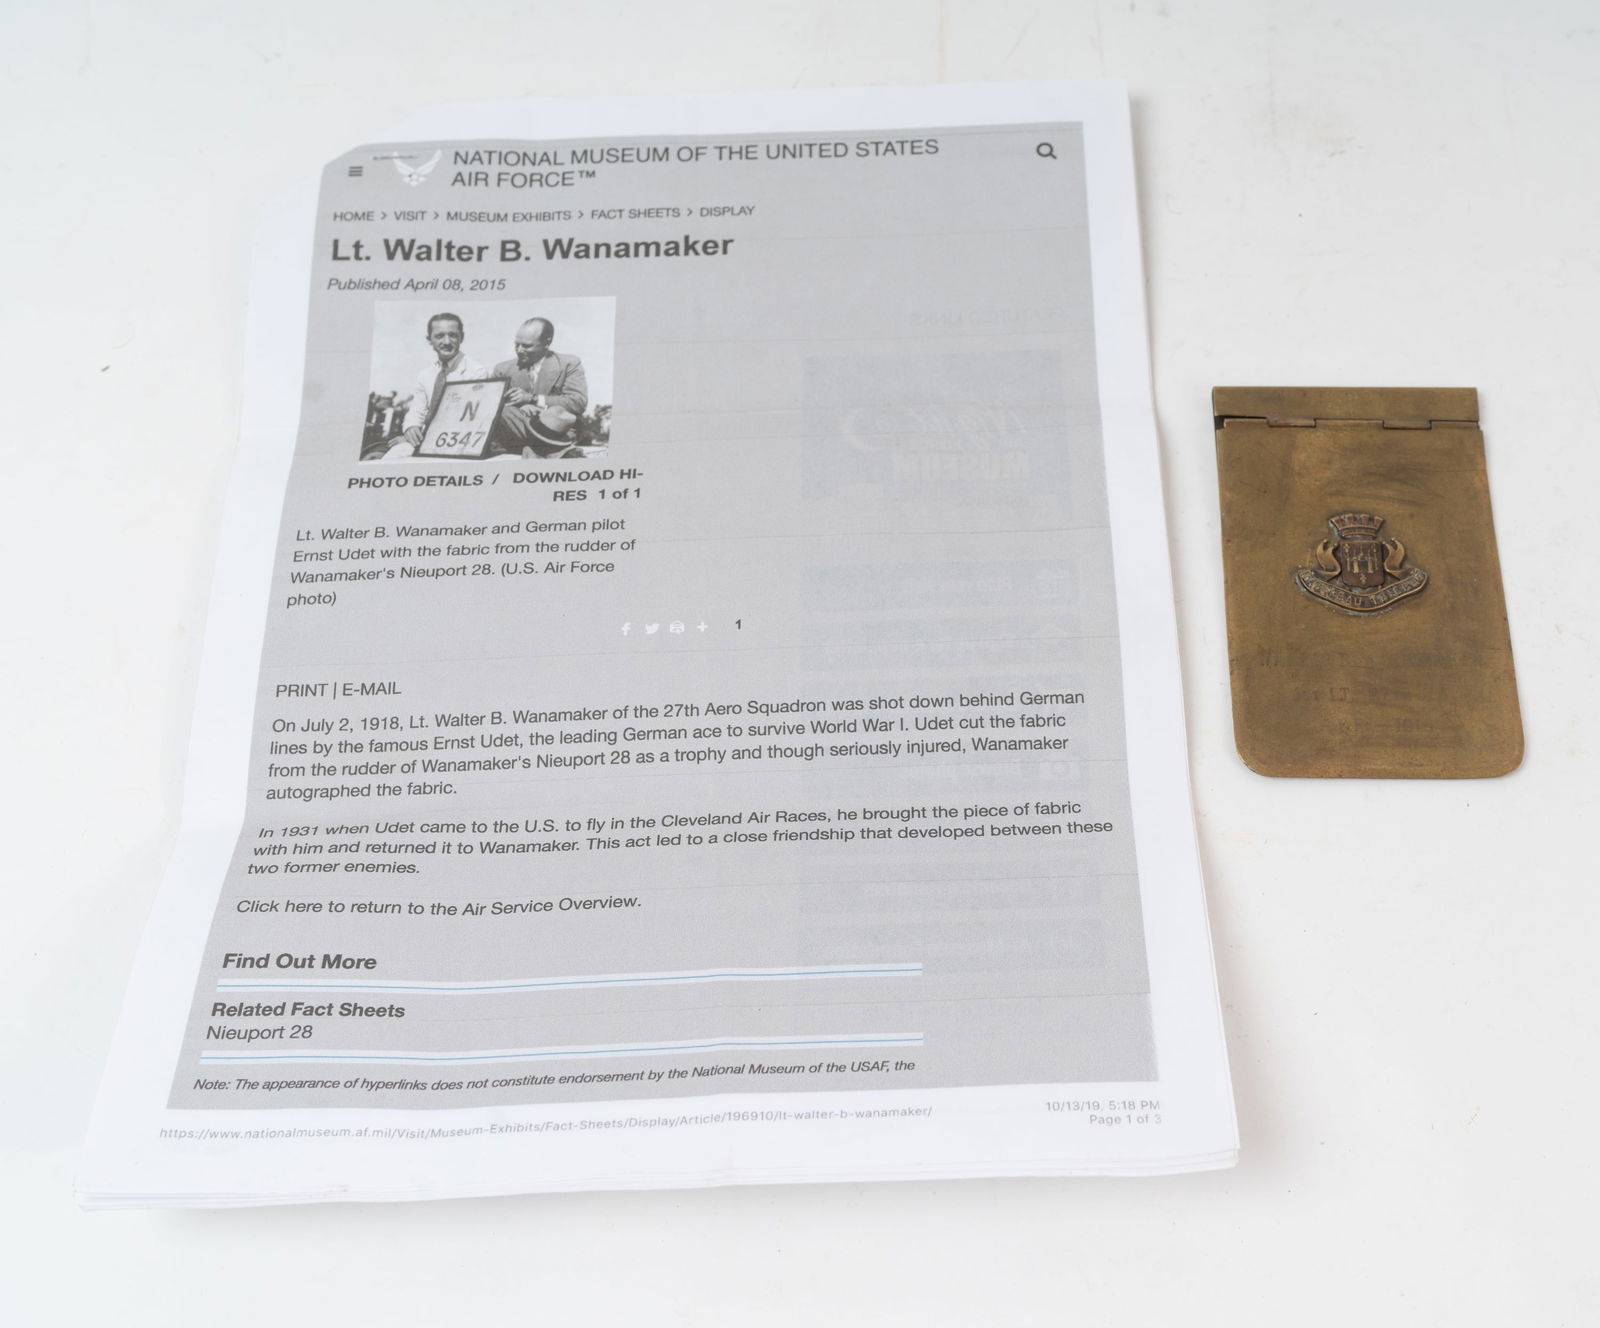 NATIONAL MUSEUM OF THE UNITED STATES
AIR FORCE™
HOME > VISIT > MUSEUM EXHIBITS > FACT SHEETS > DISPLAY
Lt. Walter B. Wanamaker
Published April 08, 2015
N
6347
PHOTO DETAILS / DOWNLOAD HI-
RES 1 of 1
Lt. Walter B. Wanamaker and German pilot
Ernst Udet with the fabric from the rudder of
Wanamaker's Nieuport 28. (U.S. Air Force
photo)
1
PRINT | E-MAIL
On July 2, 1918, Lt. Walter B. Wanamaker of the 27th Aero Squadron was shot down behind German
lines by the famous Ernst Udet, the leading German ace to survive World War I. Udet cut the fabric
from the rudder of Wanamaker's Nieuport 28 as a trophy and though seriously injured, Wanamaker
autographed the fabric.
In 1931 when Udet came to the U.S. to fly in the Cleveland Air Races, he brought the piece of fabric
with him and returned it to Wanamaker. This act led to a close friendship that developed between these
two former enemies.
Click here to return to the Air Service Overview.
Find Out More
Related Fact Sheets
Nieuport 28
Note: The appearance of hyperlinks does not constitute endorsement by the National Museum of the USAF, the
https://www.nationalmuseum.af.mil/Visit/Museum-Exhibits/Fact-Sheets/Display/Article/196910/lt-walter-b-wanamaker/
10/13/19, 5:18 PM
Page 1 of 3
LT